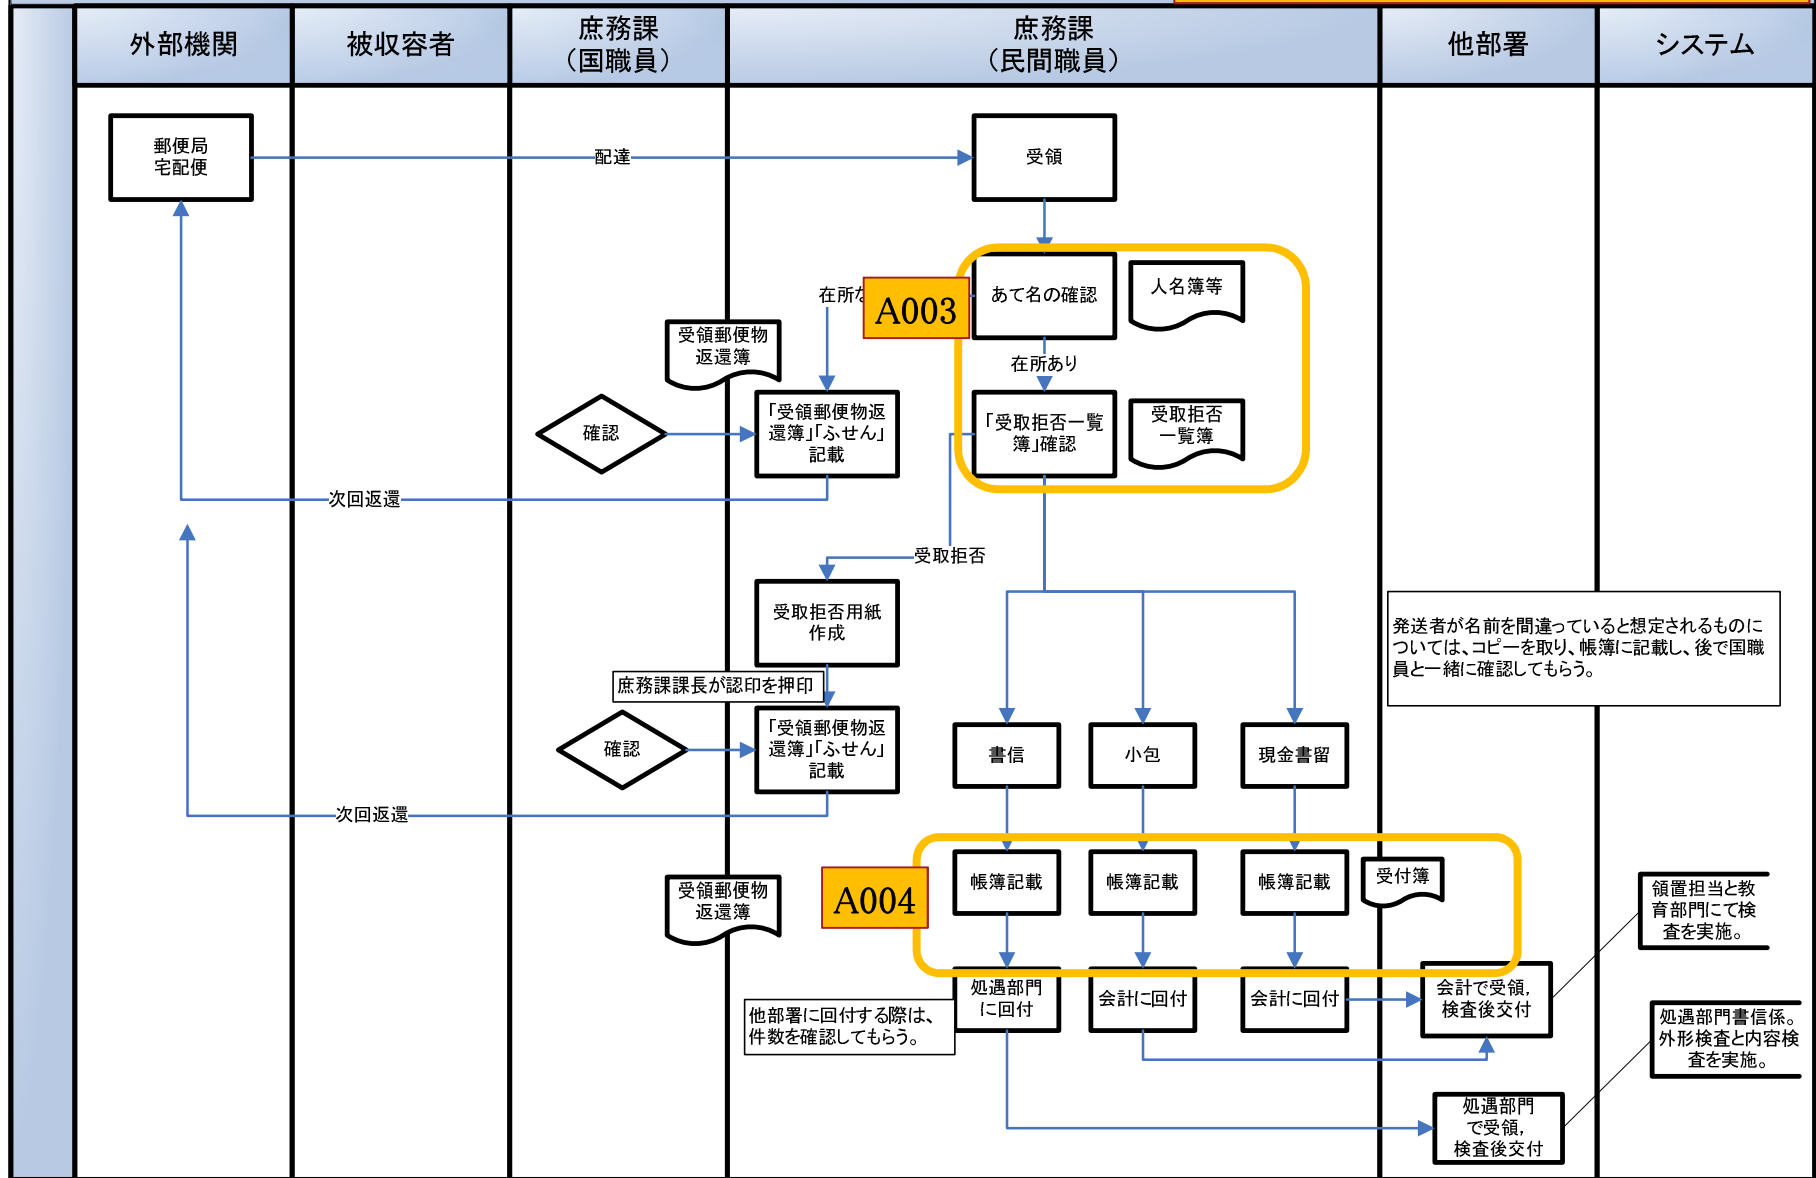 外部機関
被収容者
庶務課
（国職員）
庶務課
（民間職員）
他部署
システム
郵便局
宅配便
配達
受領
在所な
A003
あて名の確認
人名簿等
受領郵便物
返還簿
在所あり
確認
「受領郵便物返
還簿」「ふせん」
記載
「受取拒否一覧
簿」確認
受取拒否
一覧簿
次回返還
受取拒否
受取拒否用紙
作成
発送者が名前を間違っていると想定されるものに
ついては、コピーを取り、帳簿に記載し、後で国職
員と一緒に確認してもらう。
庶務課課長が認印を押印
確認
「受領郵便物返
還簿」「ふせん」
記載
書信
小包
現金書留
次回返還
受領郵便物
返還簿
A004
帳簿記載
帳簿記載
帳簿記載
受付簿
領置担当と教
育部門にて検
査を実施。
他部署に回付する際は、
件数を確認してもらう。
処遇部門
に回付
会計に回付
会計に回付
会計で受領，
検査後交付
処遇部門書信係。
外形検査と内容検
査を実施。
処遇部門
で受領，
検査後交付